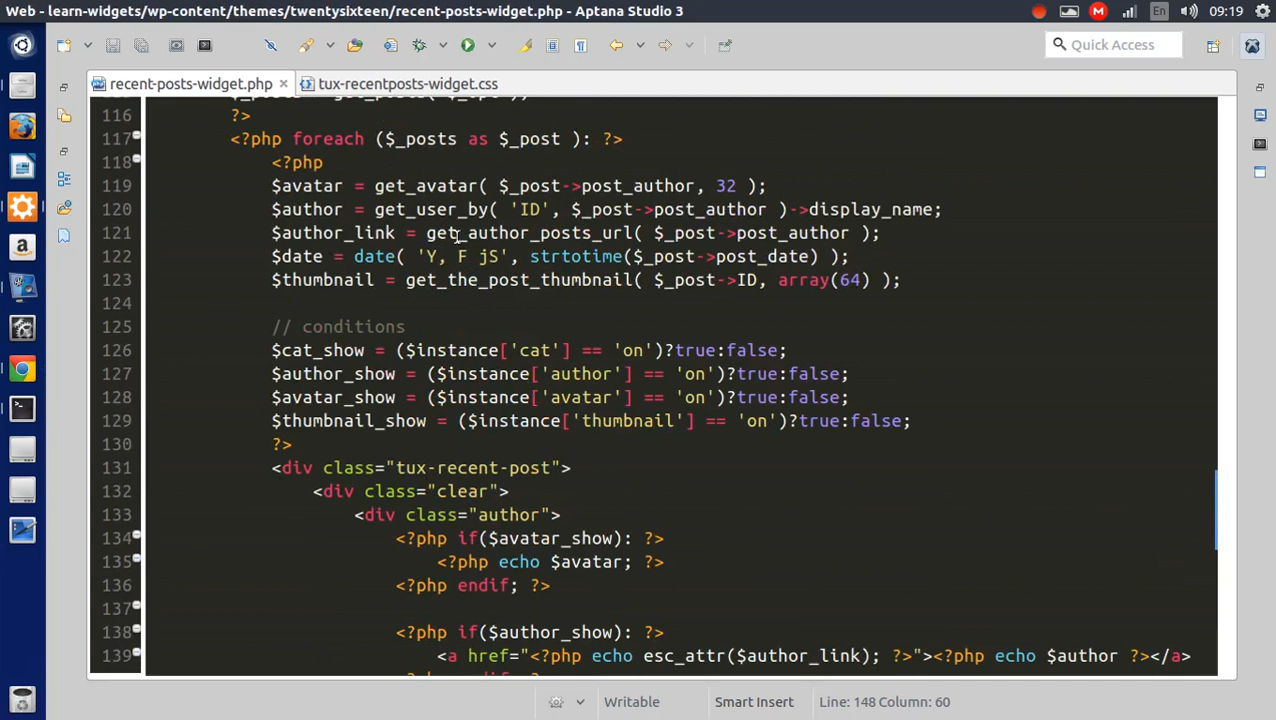 Web - learn-widgets/wp-content/themes/twentysixteen/recent-posts-widget.php - Aptana Studio 3
En 09:19
Quick Access
recent-posts-widget.php
tux-recentposts-widget.css
116 ?>
117 <?php foreach ($_posts as $_post ): ?>
118 <?php
119 $avatar = get_avatar( $_post->post_author, 32 );
120 $author = get_user_by( 'ID', $_post->post_author )->display_name;
121 $author_link = get_author_posts_url( $_post->post_author );
122 $date = date( 'Y, F jS', strtotime($_post->post_date) );
123 $thumbnail = get_the_post_thumbnail( $_post->ID, array(64) );
124
125 // conditions
126 $cat_show = ($instance['cat'] == 'on')?true:false;
127 $author_show = ($instance['author'] == 'on')?true:false;
128 $avatar_show = ($instance['avatar'] == 'on')?true:false;
129 $thumbnail_show = ($instance['thumbnail'] == 'on')?true:false;
130 ?>
131 <div class="tux-recent-post">
132 <div class="clear">
133 <div class="author">
134 <?php if($avatar_show): ?>
135 <?php echo $avatar; ?>
136 <?php endif; ?>
137
138 <?php if($author_show): ?>
139 <a href="<?php echo esc_attr($author_link); ?>"><?php echo $author ?></a>
Writable
Smart Insert
Line: 148 Column: 60